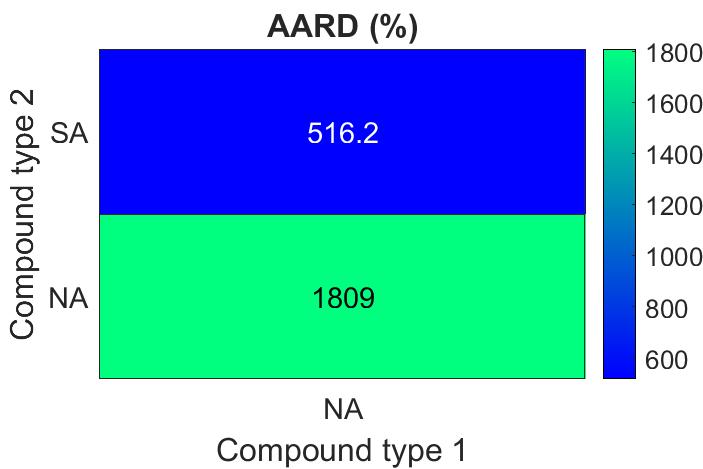 AARD (%)
Compound type 2
SA
516.2
NA
1809
NA
Compound type 1
1800
1600
1400
1200
1000
800
600